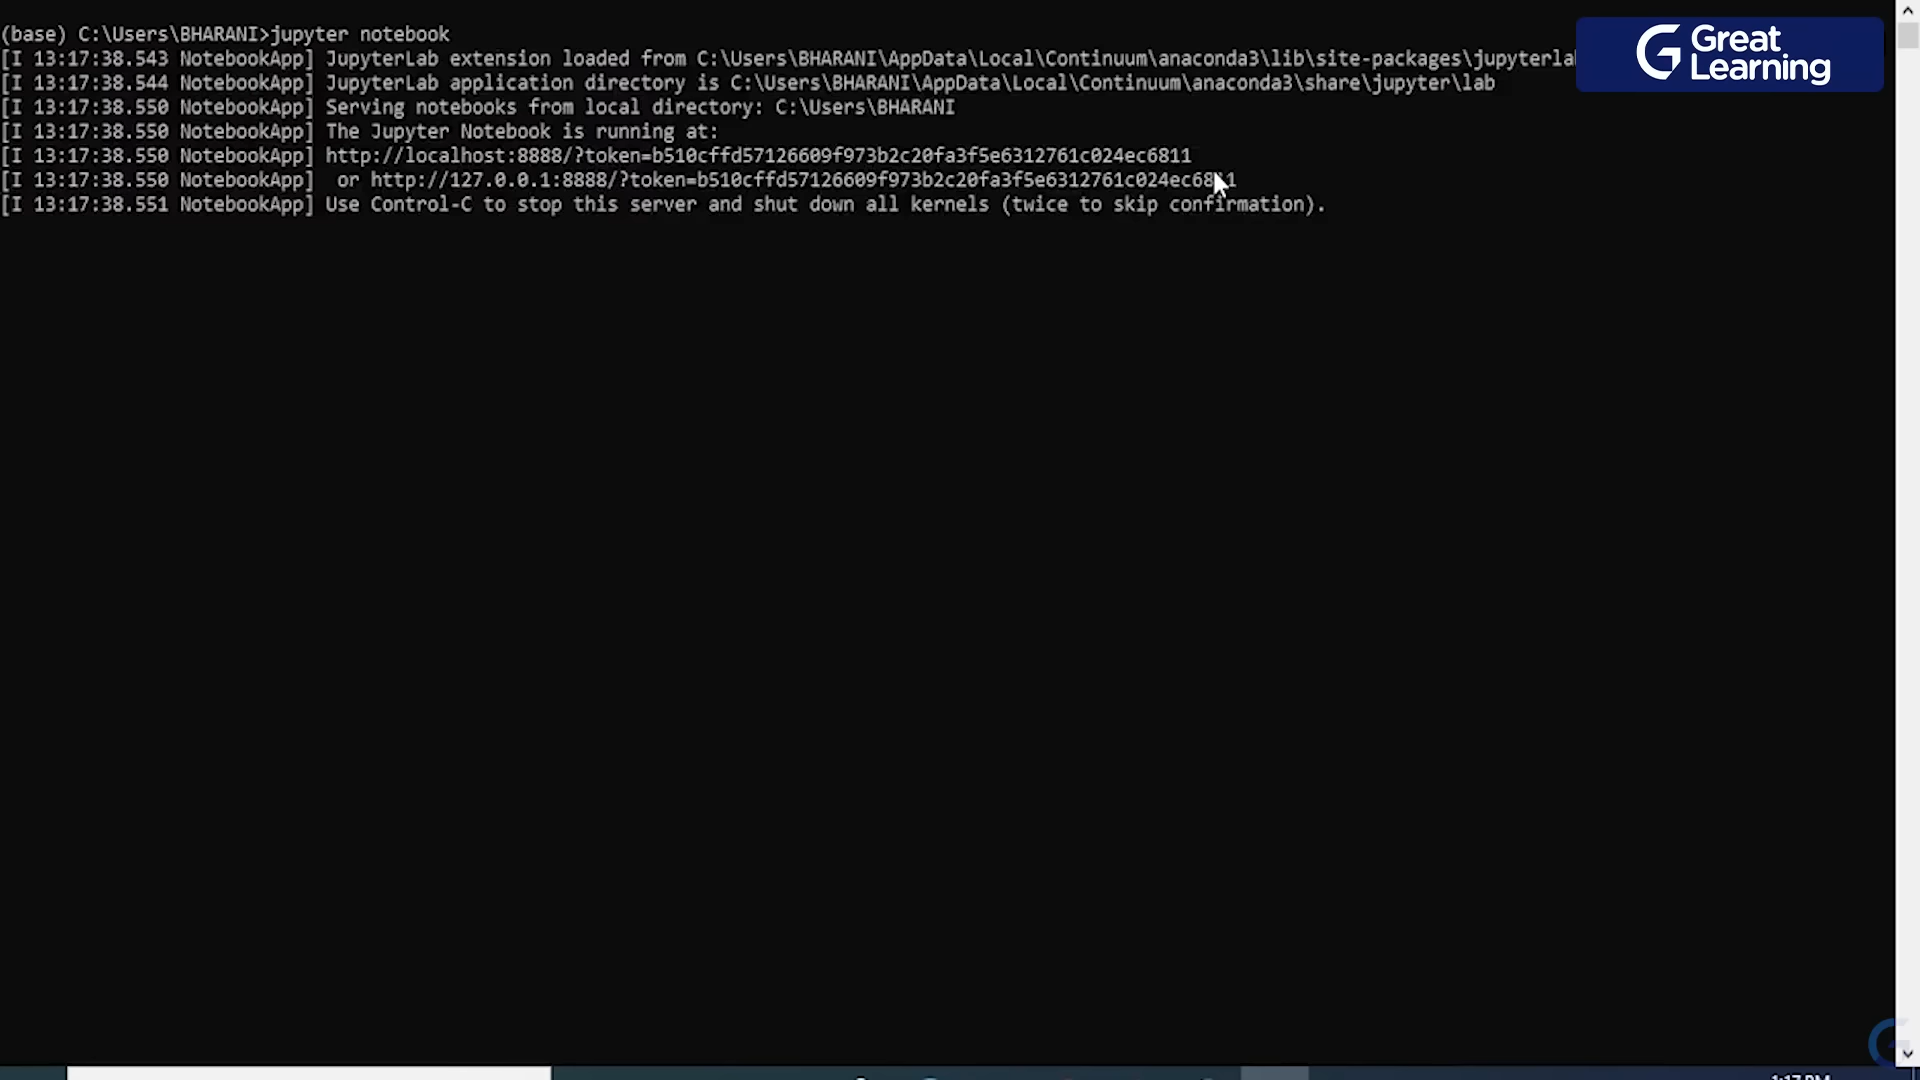 (base) C:\Users\BHARANI>jupyter notebook
[I 13:17:38.543 NotebookApp] JupyterLab extension loaded from C:\Users\BHARANI\AppData\Local\Continuum\anaconda3\lib\site-packages\jupyterla
[I 13:17:38.544 NotebookApp] JupyterLab application directory is C:\Users\BHARANI\AppData\Local\Continuum\anaconda3\share\jupyter\lab
[I 13:17:38.550 NotebookApp] Serving notebooks from local directory: C:\Users\BHARANI
[I 13:17:38.550 NotebookApp] The Jupyter Notebook is running at:
[I 13:17:38.550 NotebookApp] http://localhost:8888/?token=b510cffd57126609f973b2c20fa3f5e6312761c024ec6811
[I 13:17:38.550 NotebookApp]  or http://127.0.0.1:8888/?token=b510cffd57126609f973b2c20fa3f5e6312761c024ec6811
[I 13:17:38.551 NotebookApp] Use Control-C to stop this server and shut down all kernels (twice to skip confirmation).
Great
Learning
1:17 PM